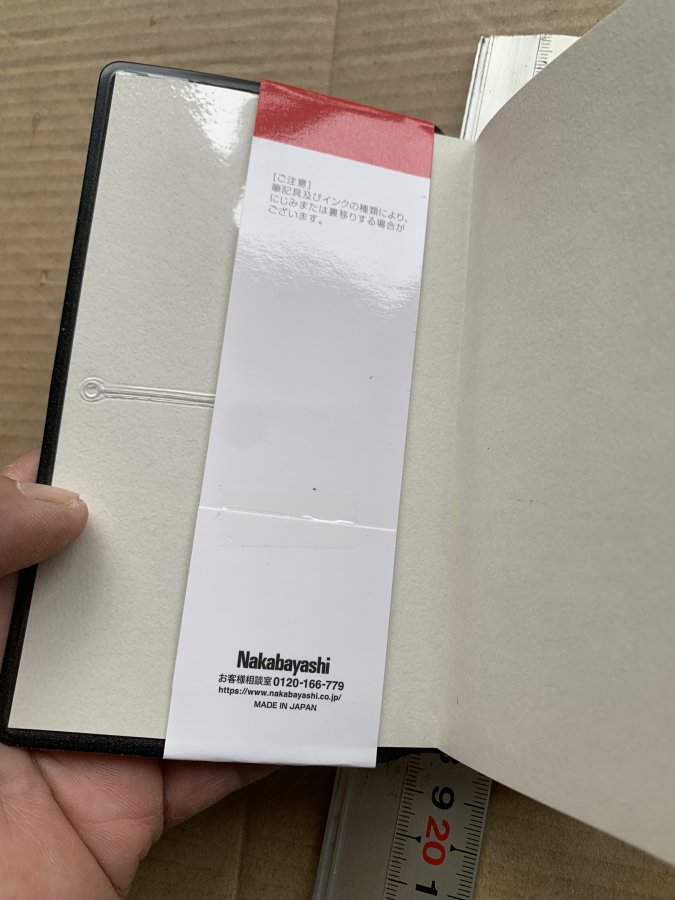 [ご注意]
筆記具及びインクの種類により、
にじみまたは裏移りする場合が
ございます。
Nakabayashi
お客様相談室 0120-166-779
https://www.nakabayashi.co.jp/
MADE IN JAPAN
9
20
1